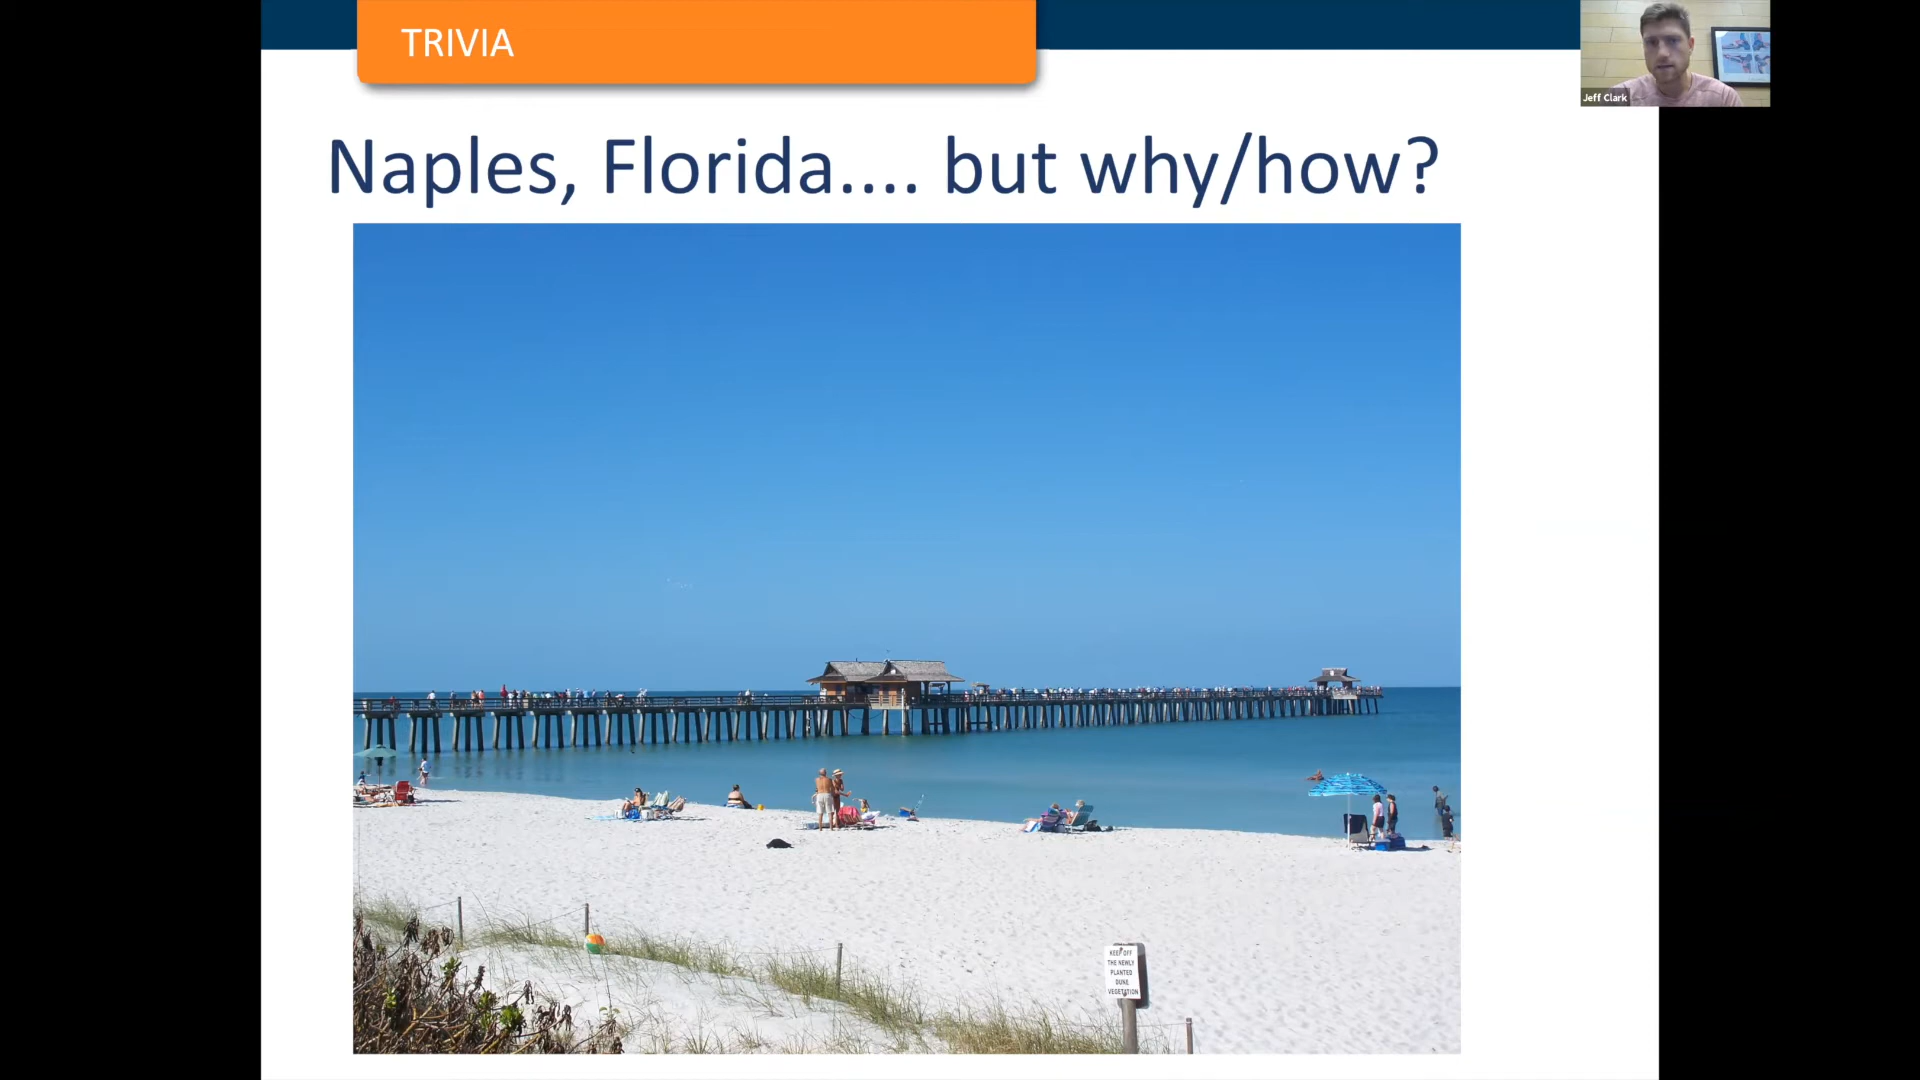 TRIVIA
Jeff Clark
Naples, Florida.... but why/how?
KEEP OFF
THE NEWLY
PLANTED
DUNE
VEGETATION